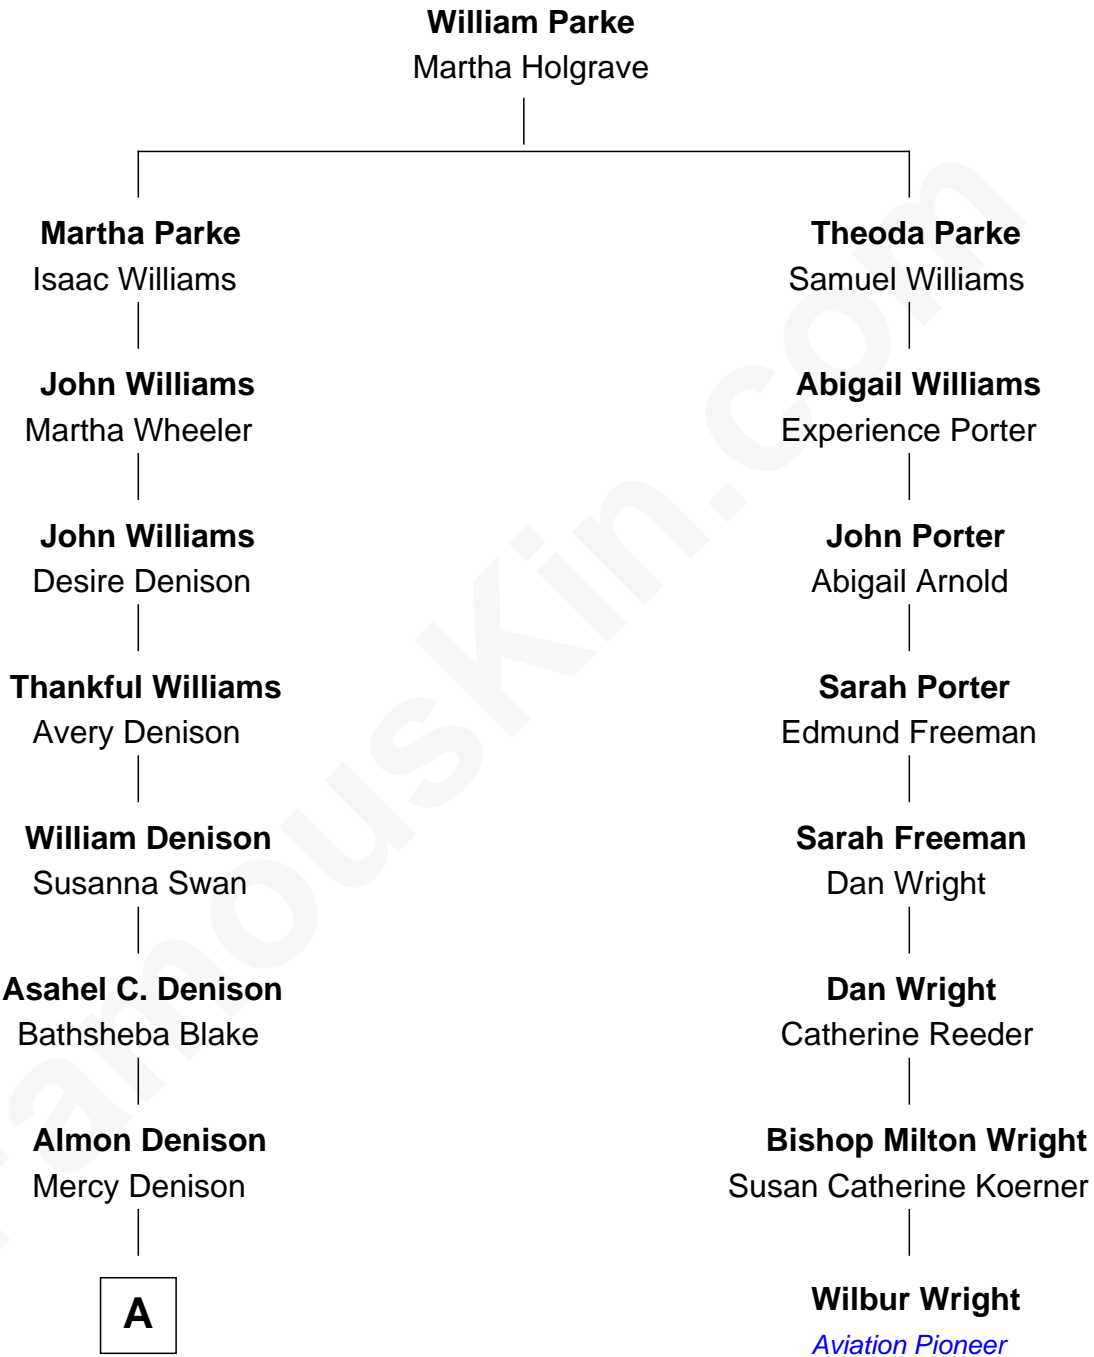 William Parke
Martha Holgrave
Martha Parke
Isaac Williams
Theoda Parke
Samuel Williams
John Williams
Martha Wheeler
Abigail Williams
Experience Porter
John Williams
Desire Denison
John Porter
Abigail Arnold
Thankful Williams
Avery Denison
Sarah Porter
Edmund Freeman
William Denison
Susanna Swan
Sarah Freeman
Dan Wright
Asahel C. Denison
Bathsheba Blake
Dan Wright
Catherine Reeder
Almon Denison
Mercy Denison
Bishop Milton Wright
Susan Catherine Koerner
A
Wilbur Wright
Aviation Pioneer
FamousKin.com